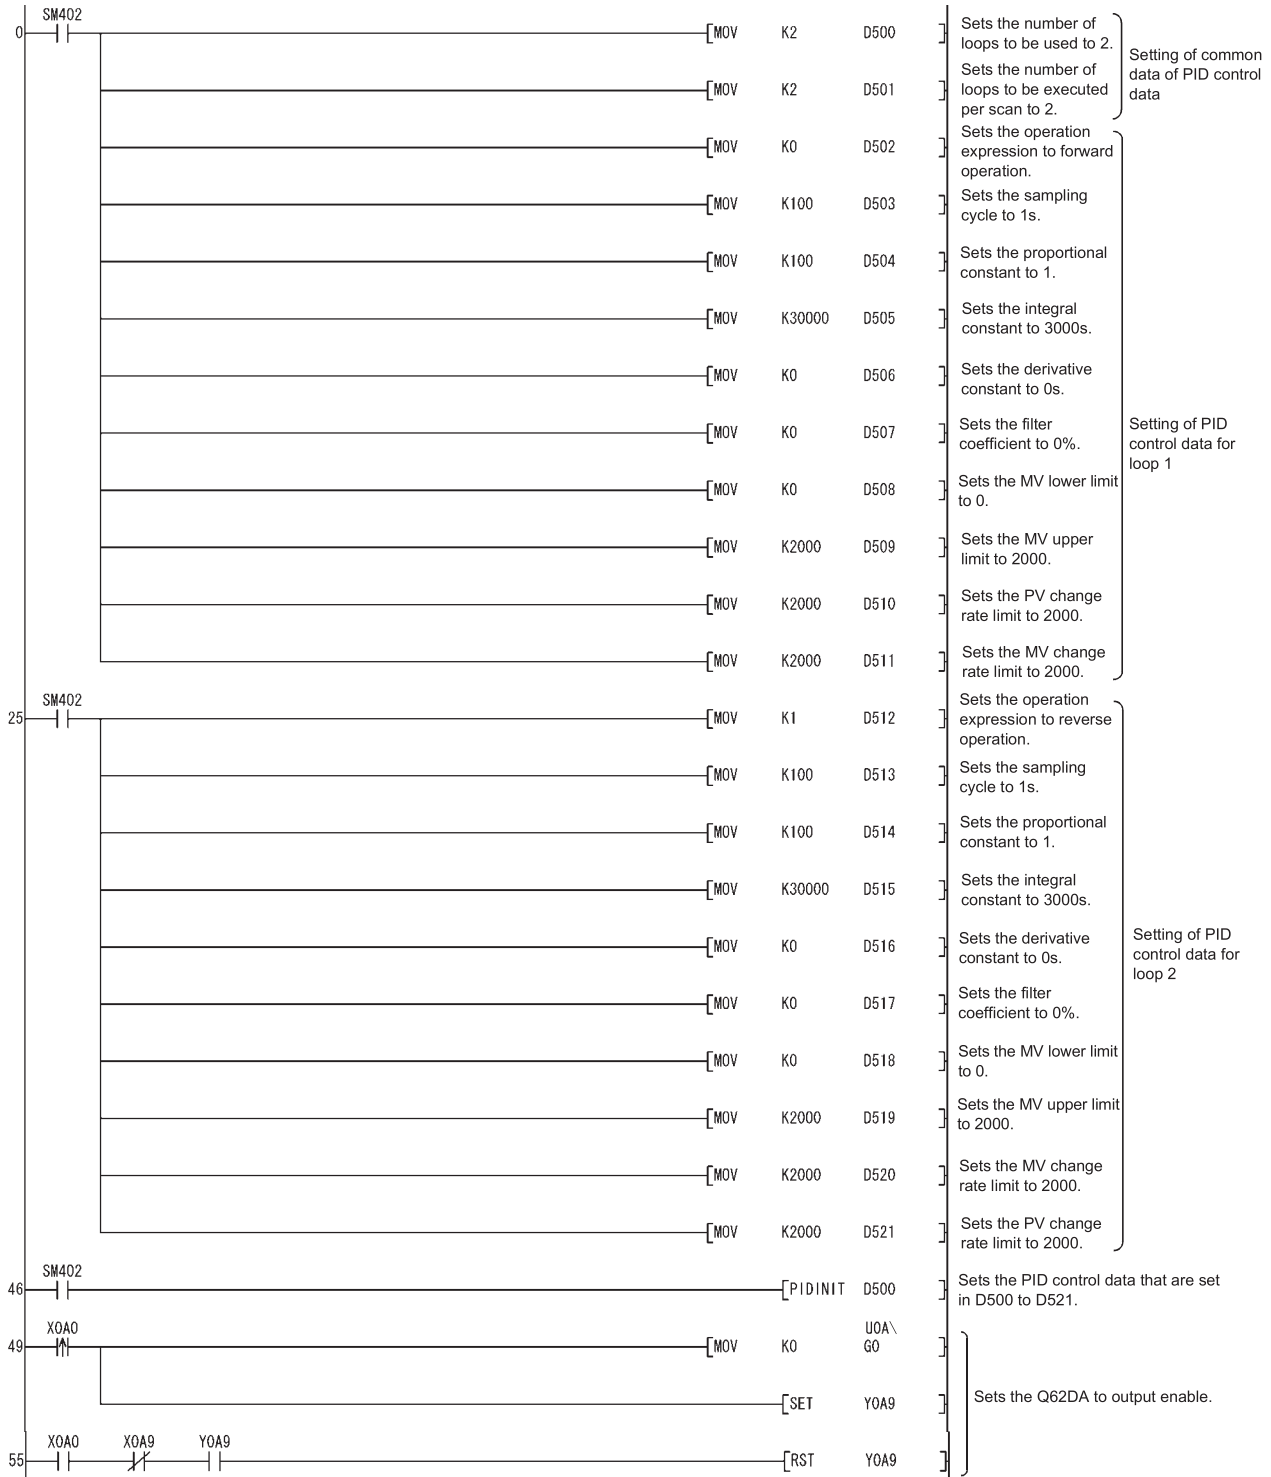 SM402
0 [MOV K2 D500 ] Sets the number of
loops to be used to 2.
Setting of common
data of PID control
data
[MOV K2 D501 ] Sets the number of
loops to be executed
per scan to 2.
[MOV K0 D502 ] Sets the operation
expression to forward
operation.
[MOV K100 D503 ] Sets the sampling
cycle to 1s.
[MOV K100 D504 ] Sets the proportional
constant to 1.
[MOV K30000 D505 ] Sets the integral
constant to 3000s.
[MOV K0 D506 ] Sets the derivative
constant to 0s.
[MOV K0 D507 ] Sets the filter
coefficient to 0%.
Setting of PID
control data for
loop 1
[MOV K0 D508 ] Sets the MV lower limit
to 0.
[MOV K2000 D509 ] Sets the MV upper
limit to 2000.
[MOV K2000 D510 ] Sets the PV change
rate limit to 2000.
[MOV K2000 D511 ] Sets the MV change
rate limit to 2000.
SM402
25 [MOV K1 D512 ] Sets the operation
expression to reverse
operation.
[MOV K100 D513 ] Sets the sampling
cycle to 1s.
[MOV K100 D514 ] Sets the proportional
constant to 1.
[MOV K30000 D515 ] Sets the integral
constant to 3000s.
[MOV K0 D516 ] Sets the derivative
constant to 0s.
Setting of PID
control data for
loop 2
[MOV K0 D517 ] Sets the filter
coefficient to 0%.
[MOV K0 D518 ] Sets the MV lower limit
to 0.
[MOV K2000 D519 ] Sets the MV upper limit
to 2000.
[MOV K2000 D520 ] Sets the MV change
rate limit to 2000.
[MOV K2000 D521 ] Sets the PV change
rate limit to 2000.
SM402
46 [PIDINIT D500 ] Sets the PID control data that are set
in D500 to D521.
X0A0 U0A\
49 [MOV K0 G0 ]
[SET Y0A9 ] Sets the Q62DA to output enable.
X0A0 X0A9 Y0A9
55 [RST Y0A9 ]